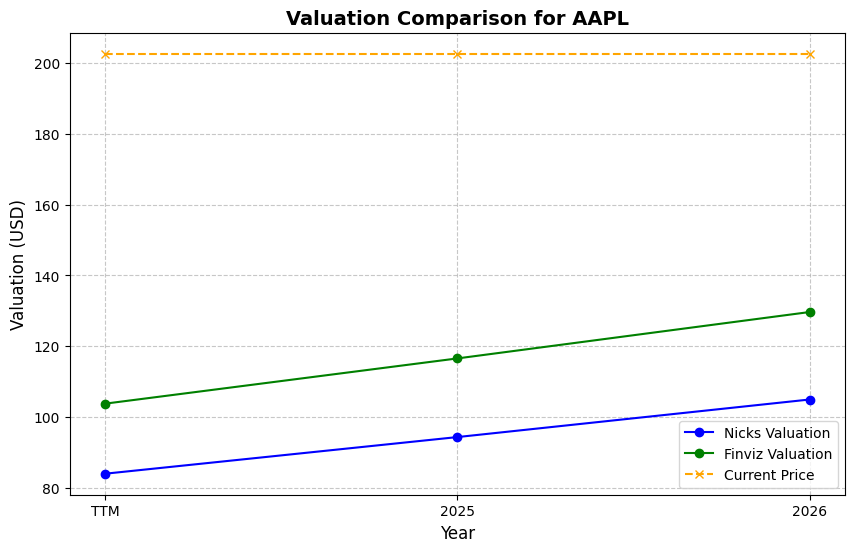 Valuation Comparison for AAPL
Valuation (USD)
200
180
160
140
120
100
80
TTM
2025
2026
Year
Nicks Valuation
Finviz Valuation
Current Price